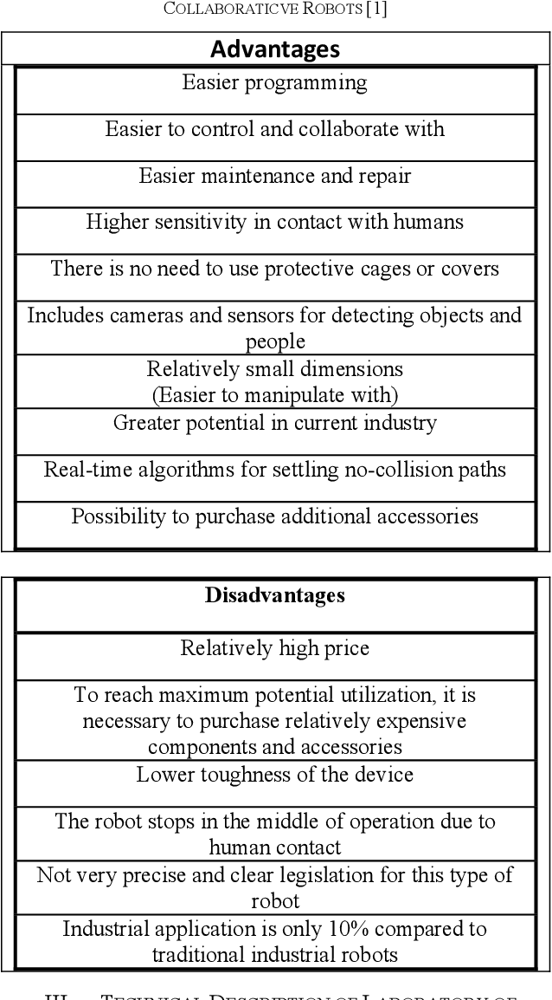 COLLABORATICVE ROBOTS [1]
Advantages
Easier programming
Easier to control and collaborate with
Easier maintenance and repair
Higher sensitivity in contact with humans
There is no need to use protective cages or covers
Includes cameras and sensors for detecting objects and
people
Relatively small dimensions
(Easier to manipulate with)
Greater potential in current industry
Real-time algorithms for settling no-collision paths
Possibility to purchase additional accessories
Disadvantages
Relatively high price
To reach maximum potential utilization, it is
necessary to purchase relatively expensive
components and accessories
Lower toughness of the device
The robot stops in the middle of operation due to
human contact
Not very precise and clear legislation for this type of
robot
Industrial application is only 10% compared to
traditional industrial robots
III. TECHNICAL DESCRIPTION OF LABORATORY OF